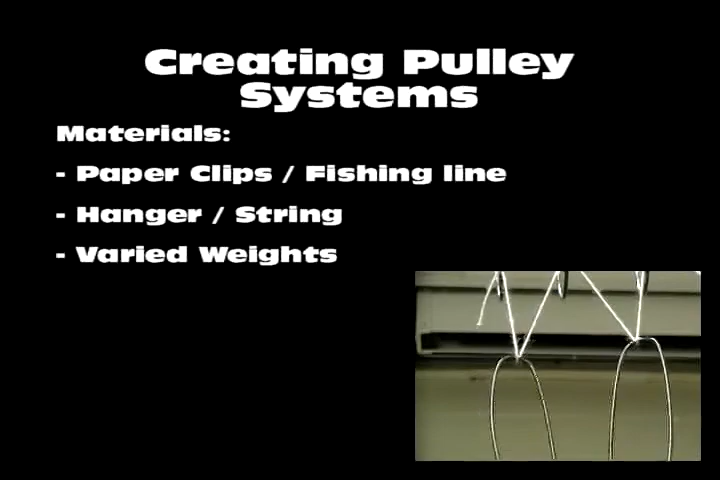 Creating Pulley
Systems
Materials:
- Paper Clips / Fishing line
- Hanger / String
- Varied Weights